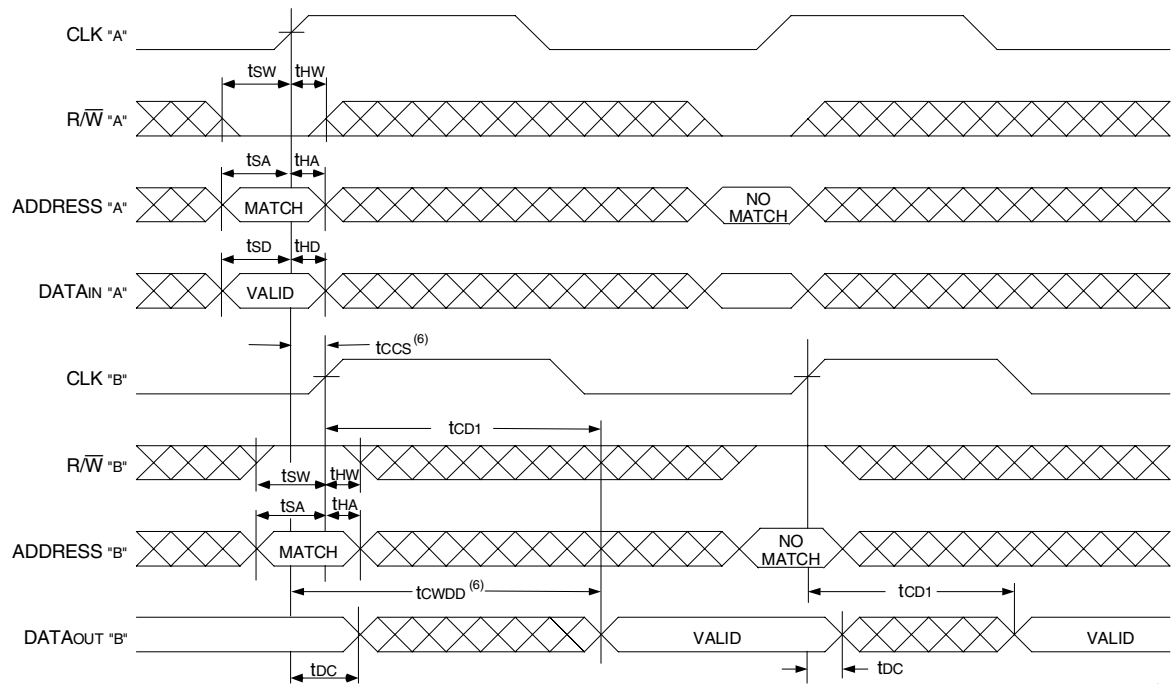 CLK "A"
tSW tHW
R/W̅ "A"
tSA tHA
ADDRESS "A" MATCH NO MATCH
tSD tHD
DATAIN "A" VALID
tCCS (6)
CLK "B"
tCD1
R/W̅ "B"
tSW tHW
tSA tHA
ADDRESS "B" MATCH NO MATCH
tCWDD (6) tCD1
DATAOUT "B" VALID VALID
tDC tDC